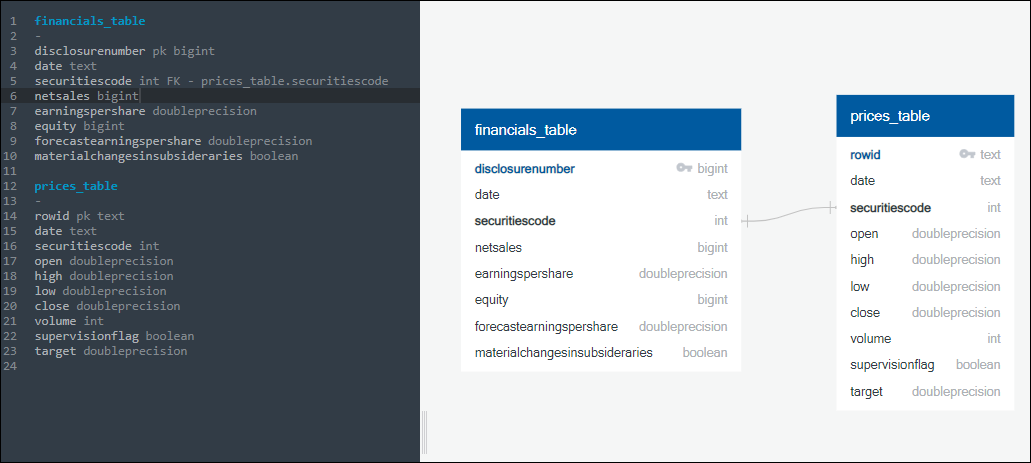 1 financials_table
2 -
3 disclosurenumber pk bigint
4 date text
5 securitiescode int FK - prices_table.securitiescode
6 netsales bigint
7 earningspershare doubleprecision
8 equity bigint
9 forecastearningspershare doubleprecision
10 materialchangesinsubsideraries boolean
11
12 prices_table
13 -
14 rowid pk text
15 date text
16 securitiescode int
17 open doubleprecision
18 high doubleprecision
19 low doubleprecision
20 close doubleprecision
21 volume int
22 supervisionflag boolean
23 target doubleprecision
24
financials_table
disclosurenumber bigint
date text
securitiescode int
netsales bigint
earningspershare doubleprecision
equity bigint
forecastearningspershare doubleprecision
materialchangesinsubsideraries boolean
prices_table
rowid text
date text
securitiescode int
open doubleprecision
high doubleprecision
low doubleprecision
close doubleprecision
volume int
supervisionflag boolean
target doubleprecision